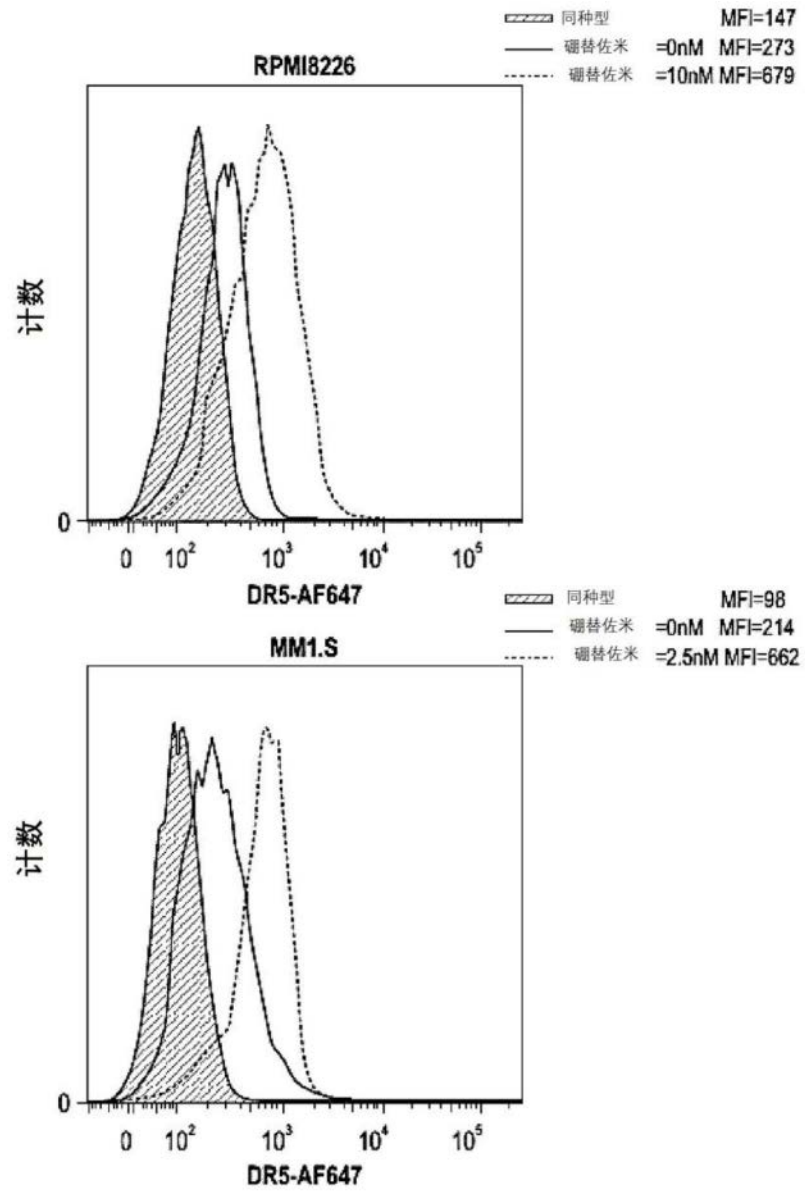 同种型 MFI=147
硼替佐米 =0nM MFI=273
硼替佐米 =10nM MFI=679
RPMI8226
计数
0
0 10² 10³ 10⁴ 10⁵
DR5-AF647
同种型 MFI=98
硼替佐米 =0nM MFI=214
硼替佐米 =2.5nM MFI=662
MM1.S
计数
0
0 10² 10³ 10⁴ 10⁵
DR5-AF647